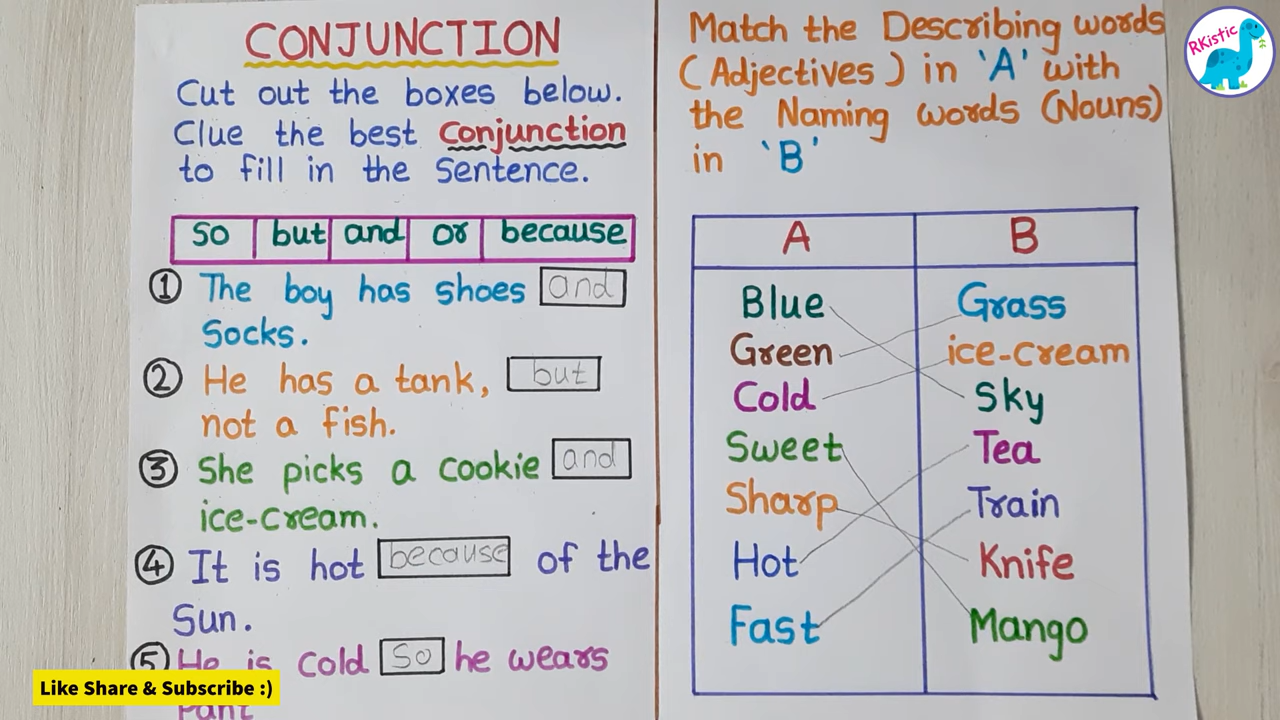 CONJUNCTION
Cut out the boxes below.
Clue the best Conjunction
to fill in the Sentence.
so but and or because
① The boy has shoes and
Socks.
② He has a tank, but
not a fish.
③ She picks a cookie and
ice-cream.
④ It is hot because of the
Sun.
⑤ He is cold so he wears
Pant
Like Share & Subscribe :)
Match the Describing words
(Adjectives) in 'A' with
the Naming words (Nouns)
in 'B'
A B
Blue Grass
Green ice-cream
Cold Sky
Sweet Tea
Sharp Train
Hot Knife
Fast Mango
RKistic